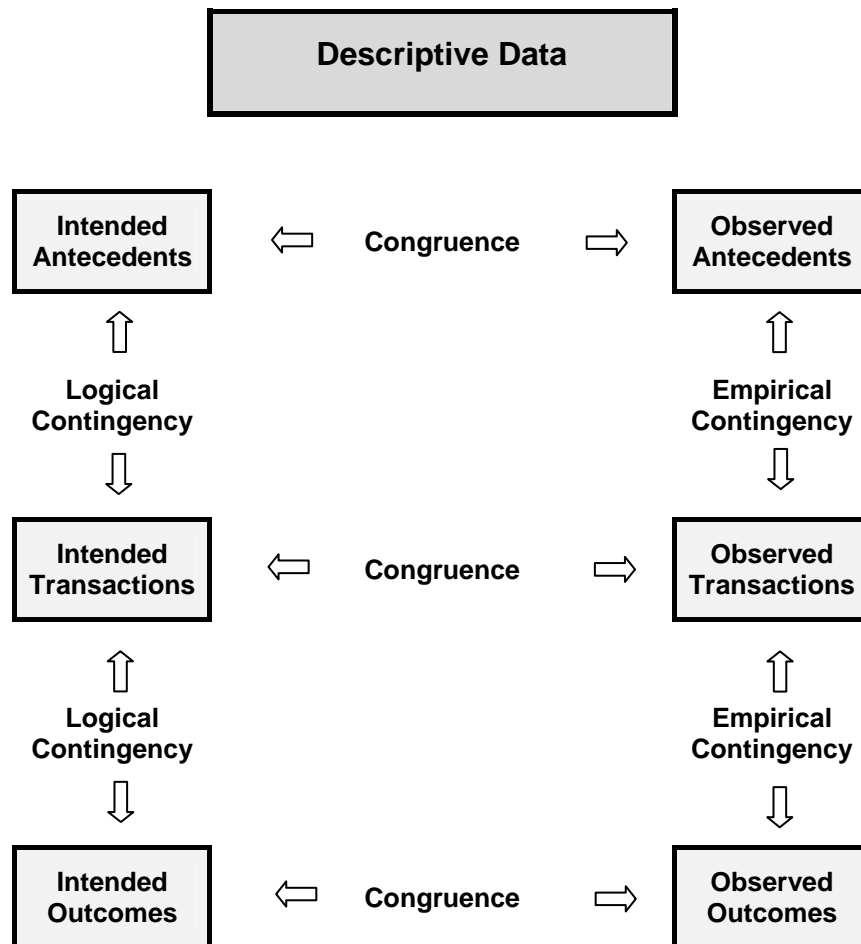 Descriptive Data
Intended
Antecedents
Congruence
Observed
Antecedents
Logical
Contingency
Empirical
Contingency
Intended
Transactions
Congruence
Observed
Transactions
Logical
Contingency
Empirical
Contingency
Intended
Outcomes
Congruence
Observed
Outcomes